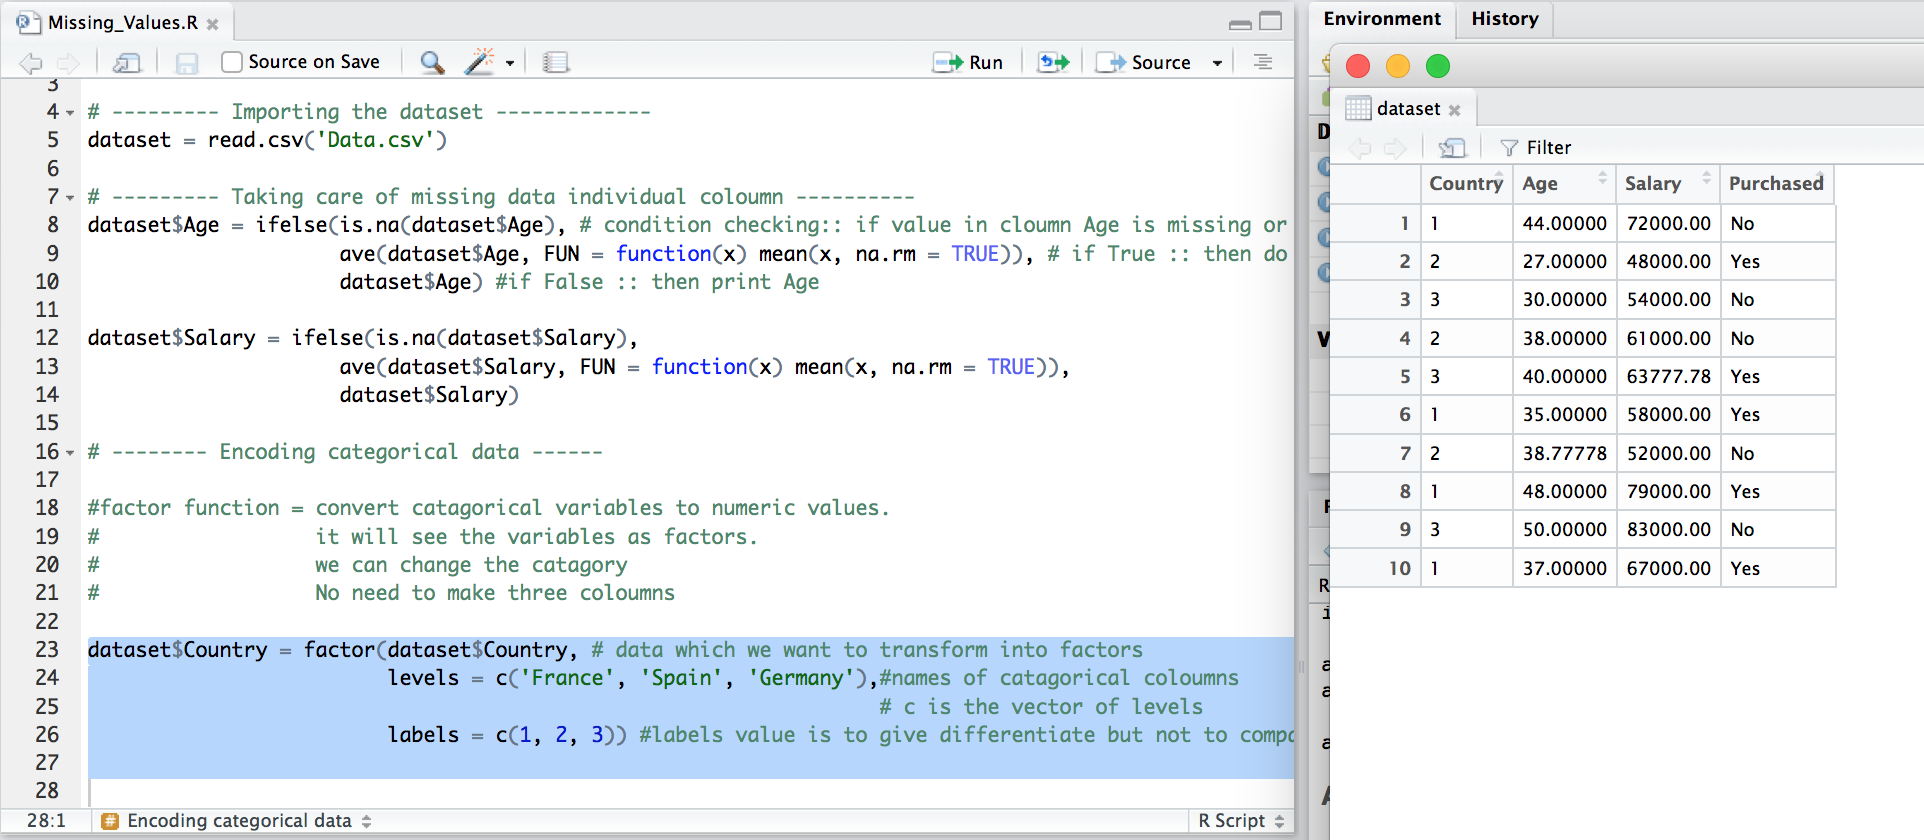 Missing_Values.R
Source on Save
Run
Source
3
4 # --------- Importing the dataset -------------
5 dataset = read.csv('Data.csv')
6
7 # --------- Taking care of missing data individual coloumn ----------
8 dataset$Age = ifelse(is.na(dataset$Age), # condition checking:: if value in cloumn Age is missing or
9 ave(dataset$Age, FUN = function(x) mean(x, na.rm = TRUE)), # if True :: then do
10 dataset$Age) #if False :: then print Age
11
12 dataset$Salary = ifelse(is.na(dataset$Salary),
13 ave(dataset$Salary, FUN = function(x) mean(x, na.rm = TRUE)),
14 dataset$Salary)
15
16 # -------- Encoding categorical data ------
17
18 #factor function = convert catagorical variables to numeric values.
19 # it will see the variables as factors.
20 # we can change the catagory
21 # No need to make three coloumns
22
23 dataset$Country = factor(dataset$Country, # data which we want to transform into factors
24 levels = c('France', 'Spain', 'Germany'),#names of catagorical coloumns
25 # c is the vector of levels
26 labels = c(1, 2, 3)) #labels value is to give differentiate but not to comp
27
28
28:1 # Encoding categorical data R Script
Environment History
dataset
Filter
Country Age Salary Purchased
1 1 44.00000 72000.00 No
2 2 27.00000 48000.00 Yes
3 3 30.00000 54000.00 No
4 2 38.00000 61000.00 No
5 3 40.00000 63777.78 Yes
6 1 35.00000 58000.00 Yes
7 2 38.77778 52000.00 No
8 1 48.00000 79000.00 Yes
9 3 50.00000 83000.00 No
10 1 37.00000 67000.00 Yes